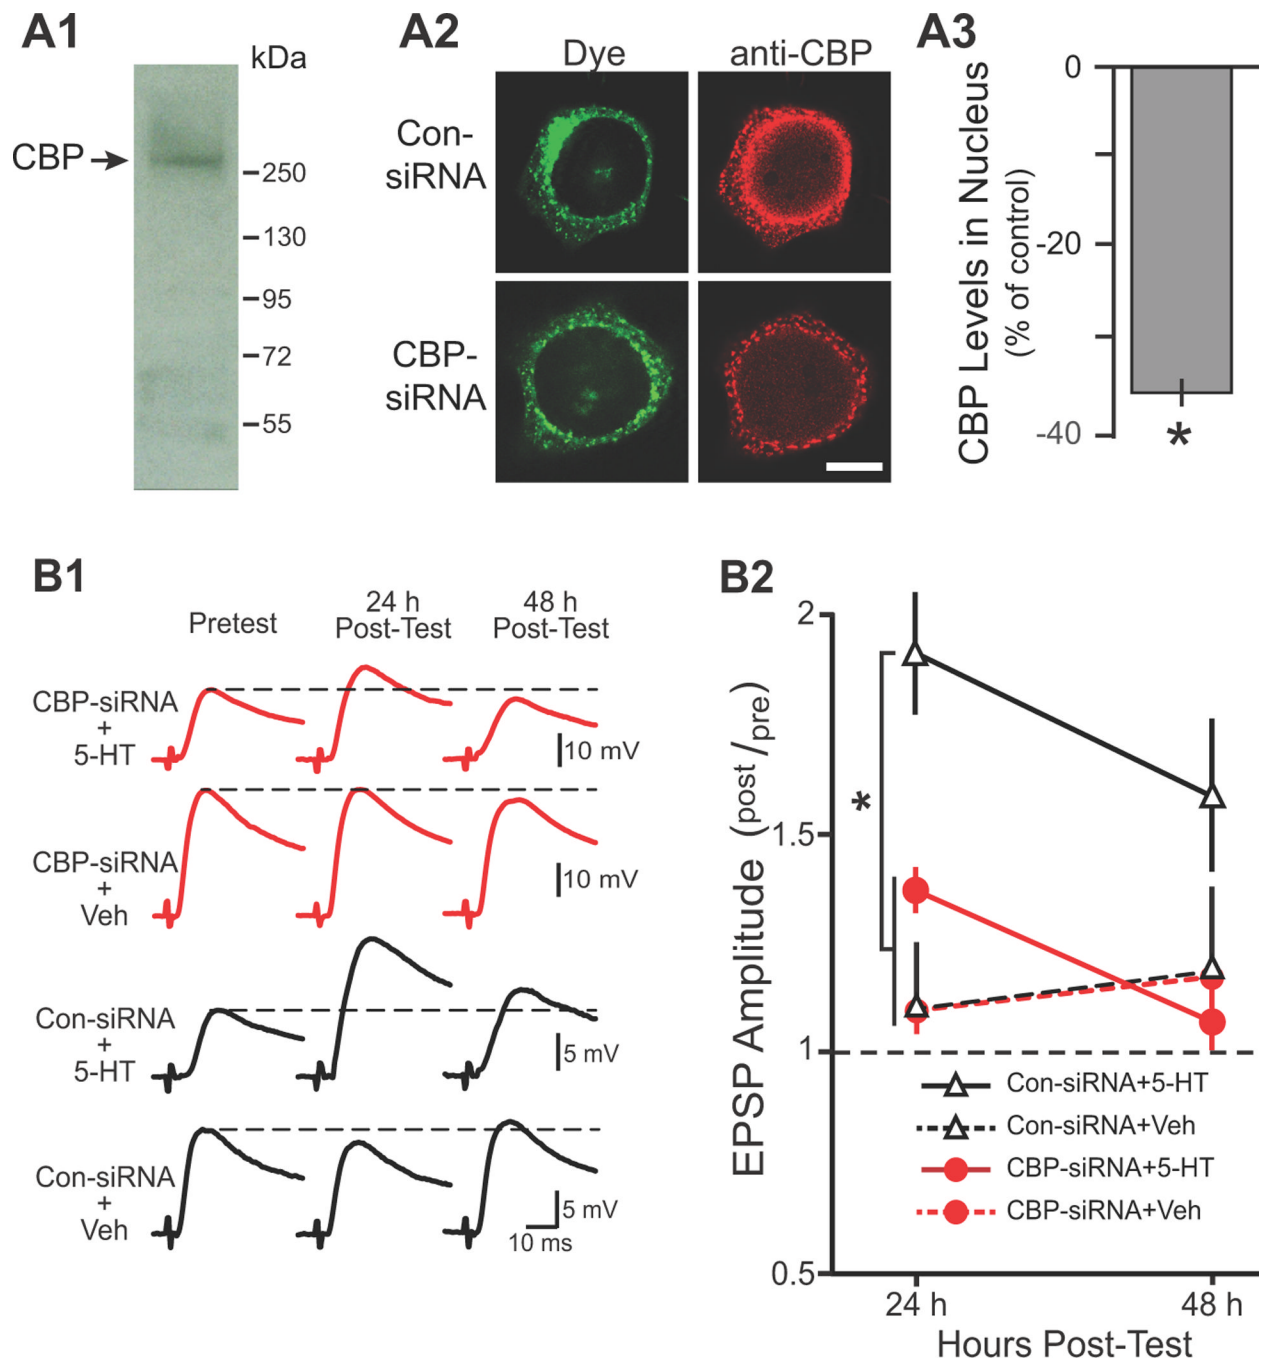 A1
kDa
CBP
250
130
95
72
55
A2
Dye
anti-CBP
Con-
siRNA
CBP-
siRNA
A3
CBP Levels in Nucleus
(% of control)
0
-20
-40
*
B1
Pretest
24 h
Post-Test
48 h
Post-Test
CBP-siRNA
+
5-HT
10 mV
CBP-siRNA
+
Veh
10 mV
Con-siRNA
+
5-HT
5 mV
Con-siRNA
+
Veh
5 mV
10 ms
B2
EPSP Amplitude (post /pre)
2
1.5
1
0.5
*
Con-siRNA+5-HT
Con-siRNA+Veh
CBP-siRNA+5-HT
CBP-siRNA+Veh
24 h
48 h
Hours Post-Test